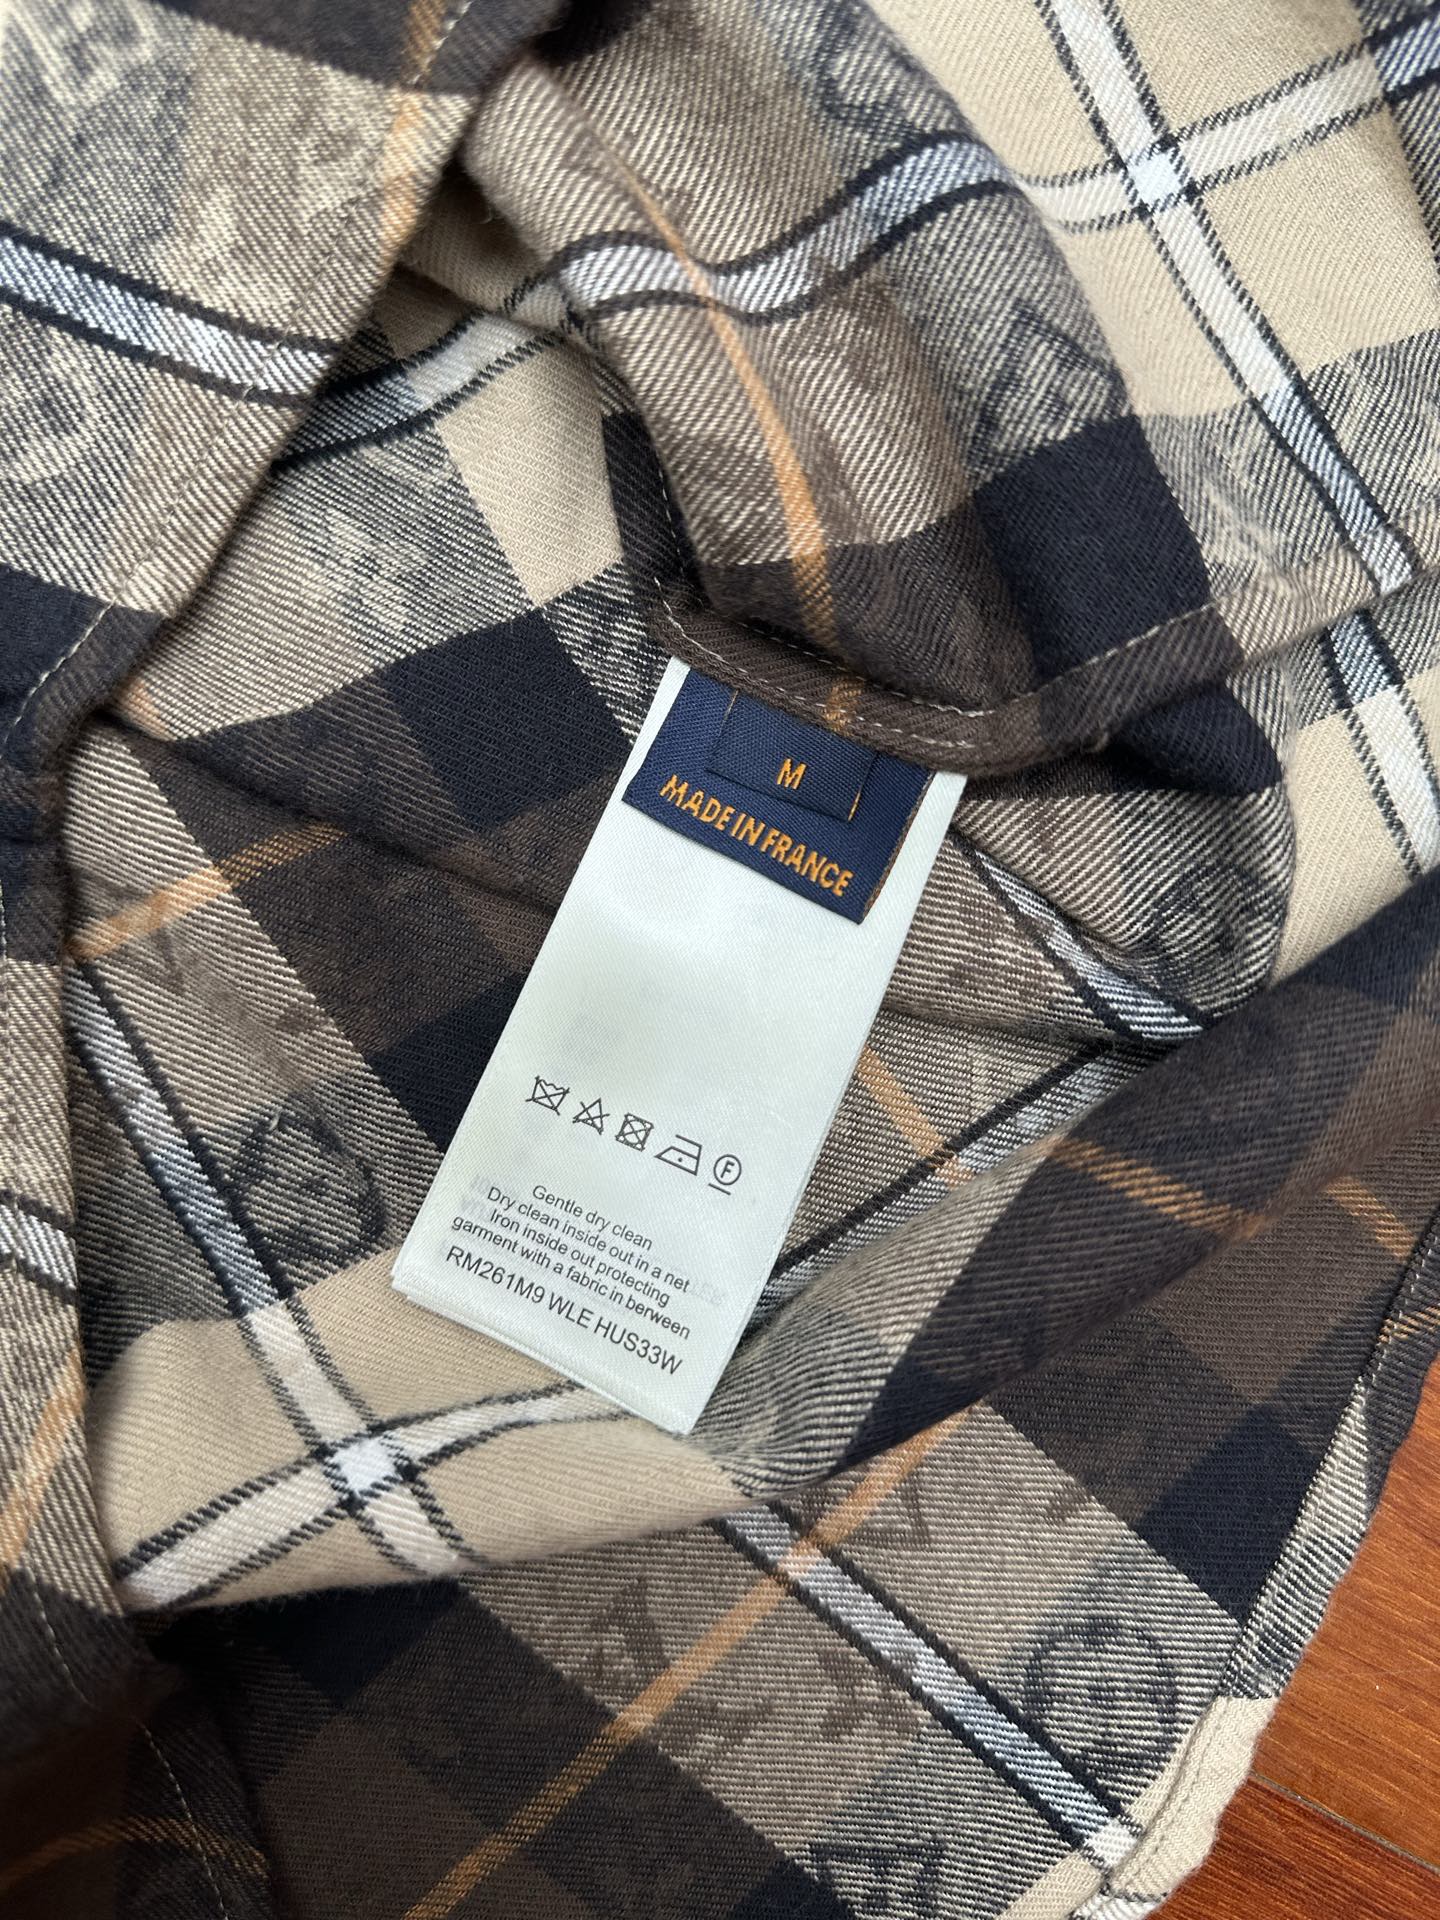 M
MADE IN FRANCE
F
Gentle dry clean
Dry clean inside out in a net
Iron inside out protecting
garment with a fabric in berween
RM261M9 WLE HUS33W